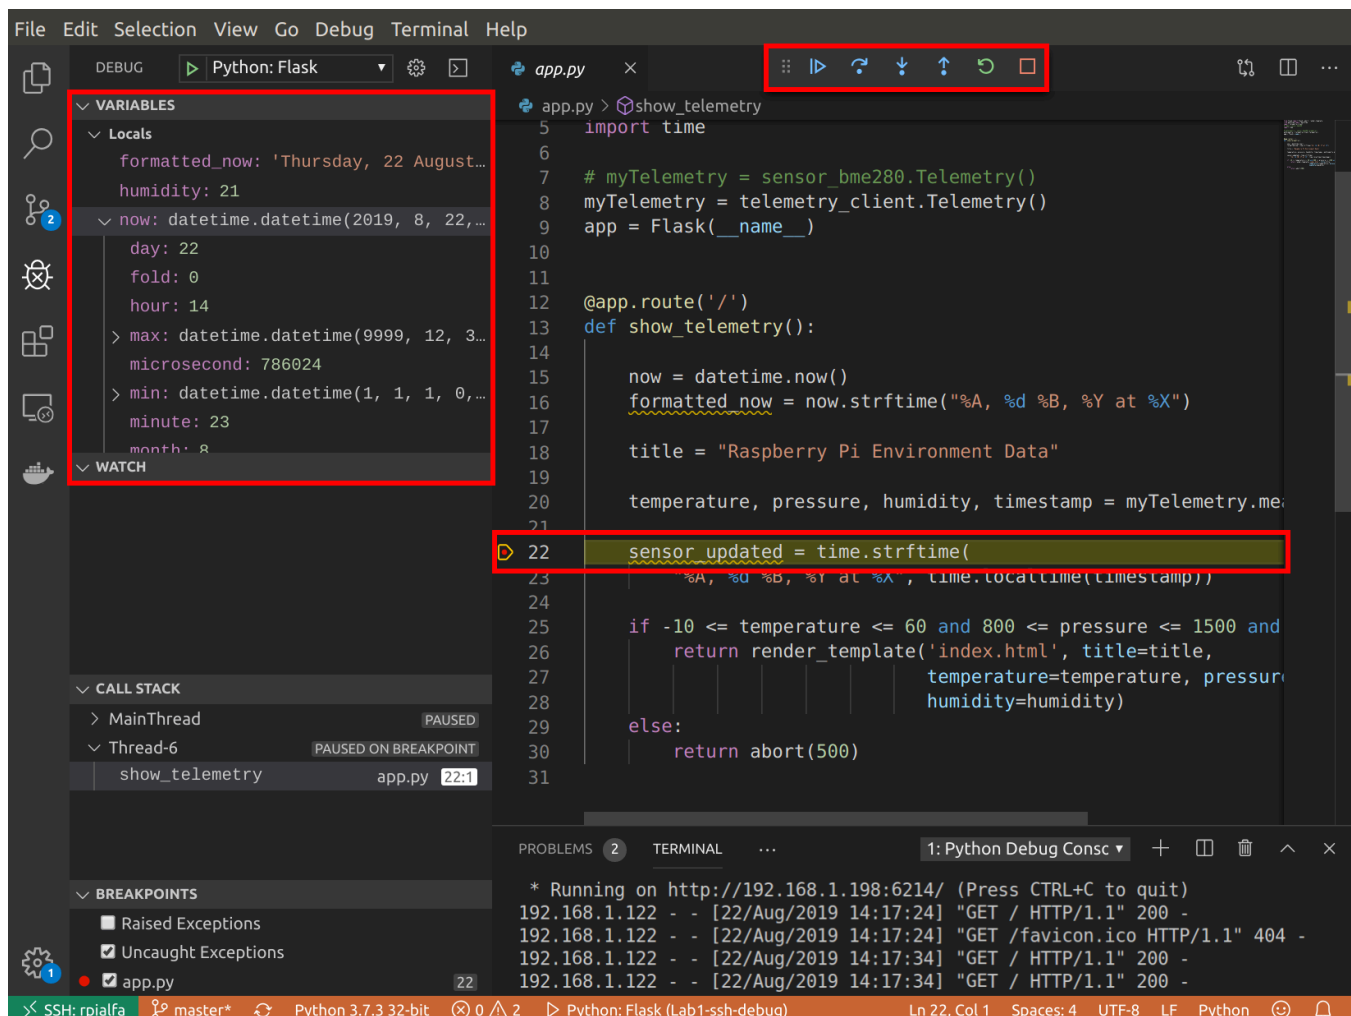 File Edit Selection View Go Debug Terminal Help
DEBUG Python: Flask
app.py
VARIABLES
Locals
formatted_now: 'Thursday, 22 August...
humidity: 21
now: datetime.datetime(2019, 8, 22,...
day: 22
fold: 0
hour: 14
max: datetime.datetime(9999, 12, 3...
microsecond: 786024
min: datetime.datetime(1, 1, 1, 0,...
minute: 23
month: 8
WATCH
CALL STACK
MainThread PAUSED
Thread-6 PAUSED ON BREAKPOINT
show_telemetry app.py 22:1
BREAKPOINTS
Raised Exceptions
Uncaught Exceptions
app.py 22
2
1
app.py > show_telemetry
5 import time
6
7 # myTelemetry = sensor_bme280.Telemetry()
8 myTelemetry = telemetry_client.Telemetry()
9 app = Flask(__name__)
10
11
12 @app.route('/')
13 def show_telemetry():
14
15 now = datetime.now()
16 formatted_now = now.strftime("%A, %d %B, %Y at %X")
17
18 title = "Raspberry Pi Environment Data"
19
20 temperature, pressure, humidity, timestamp = myTelemetry.mea
21
22 sensor_updated = time.strftime(
23 "%A, %d %B, %Y at %X", time.localtime(timestamp))
24
25 if -10 <= temperature <= 60 and 800 <= pressure <= 1500 and
26 return render_template('index.html', title=title,
27 temperature=temperature, pressure
28 humidity=humidity)
29 else:
30 return abort(500)
31
PROBLEMS 2 TERMINAL ... 1: Python Debug Consc
* Running on http://192.168.1.198:6214/ (Press CTRL+C to quit)
192.168.1.122 - - [22/Aug/2019 14:17:24] "GET / HTTP/1.1" 200 -
192.168.1.122 - - [22/Aug/2019 14:17:24] "GET /favicon.ico HTTP/1.1" 404 -
192.168.1.122 - - [22/Aug/2019 14:17:34] "GET / HTTP/1.1" 200 -
192.168.1.122 - - [22/Aug/2019 14:17:34] "GET / HTTP/1.1" 200 -
SSH: rpialfa master* Python 3.7.3 32-bit 0 2 Python: Flask (Lab1-ssh-debug) Ln 22, Col 1 Spaces: 4 UTF-8 LF Python